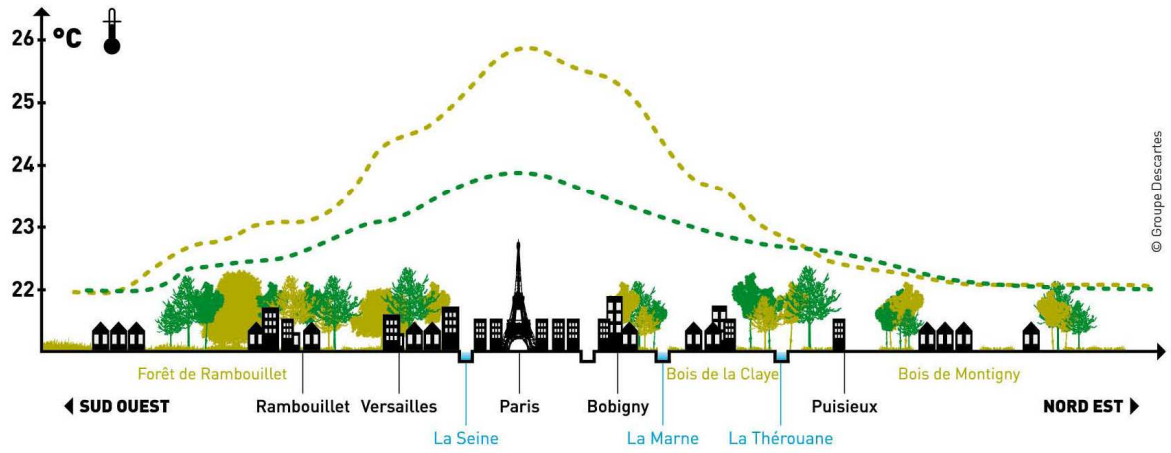 °C
26
25
24
23
22
© Groupe Descartes
Forêt de Rambouillet
Bois de la Claye
Bois de Montigny
SUD OUEST
Rambouillet
Versailles
Paris
Bobigny
Puisieux
NORD EST
La Seine
La Marne
La Thérouane